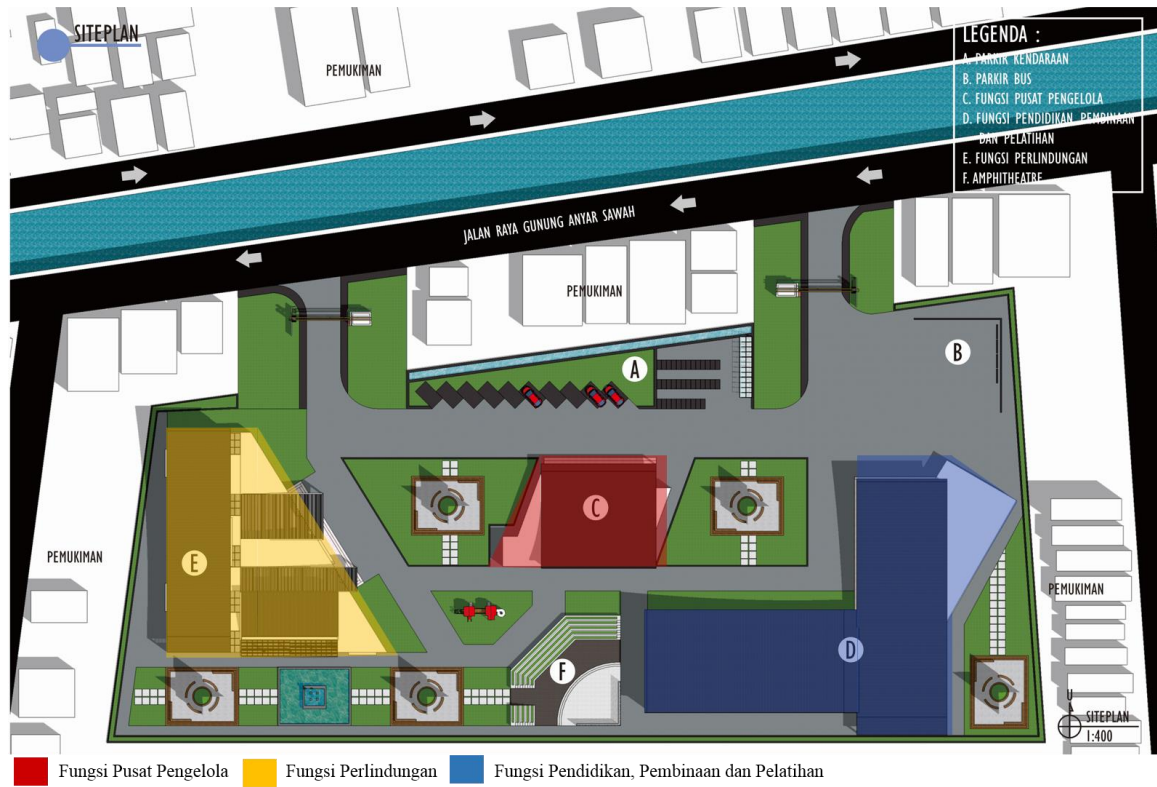 SITEPLAN
LEGENDA :
A. PARKIR KENDARAAN
B. PARKIR BUS
C. FUNGSI PUSAT PENGELOLA
D. FUNGSI PENDIDIKAN PEMBINAAN
DAN PELATIHAN
E. FUNGSI PERLINDUNGAN
F. AMPHITHEATRE
PEMUKIMAN
JALAN RAYA GUNUNG ANYAR SAWAH
PEMUKIMAN
A
B
C
E
PEMUKIMAN
PEMUKIMAN
D
F
U
SITEPLAN
1:400
Fungsi Pusat Pengelola
Fungsi Perlindungan
Fungsi Pendidikan, Pembinaan dan Pelatihan